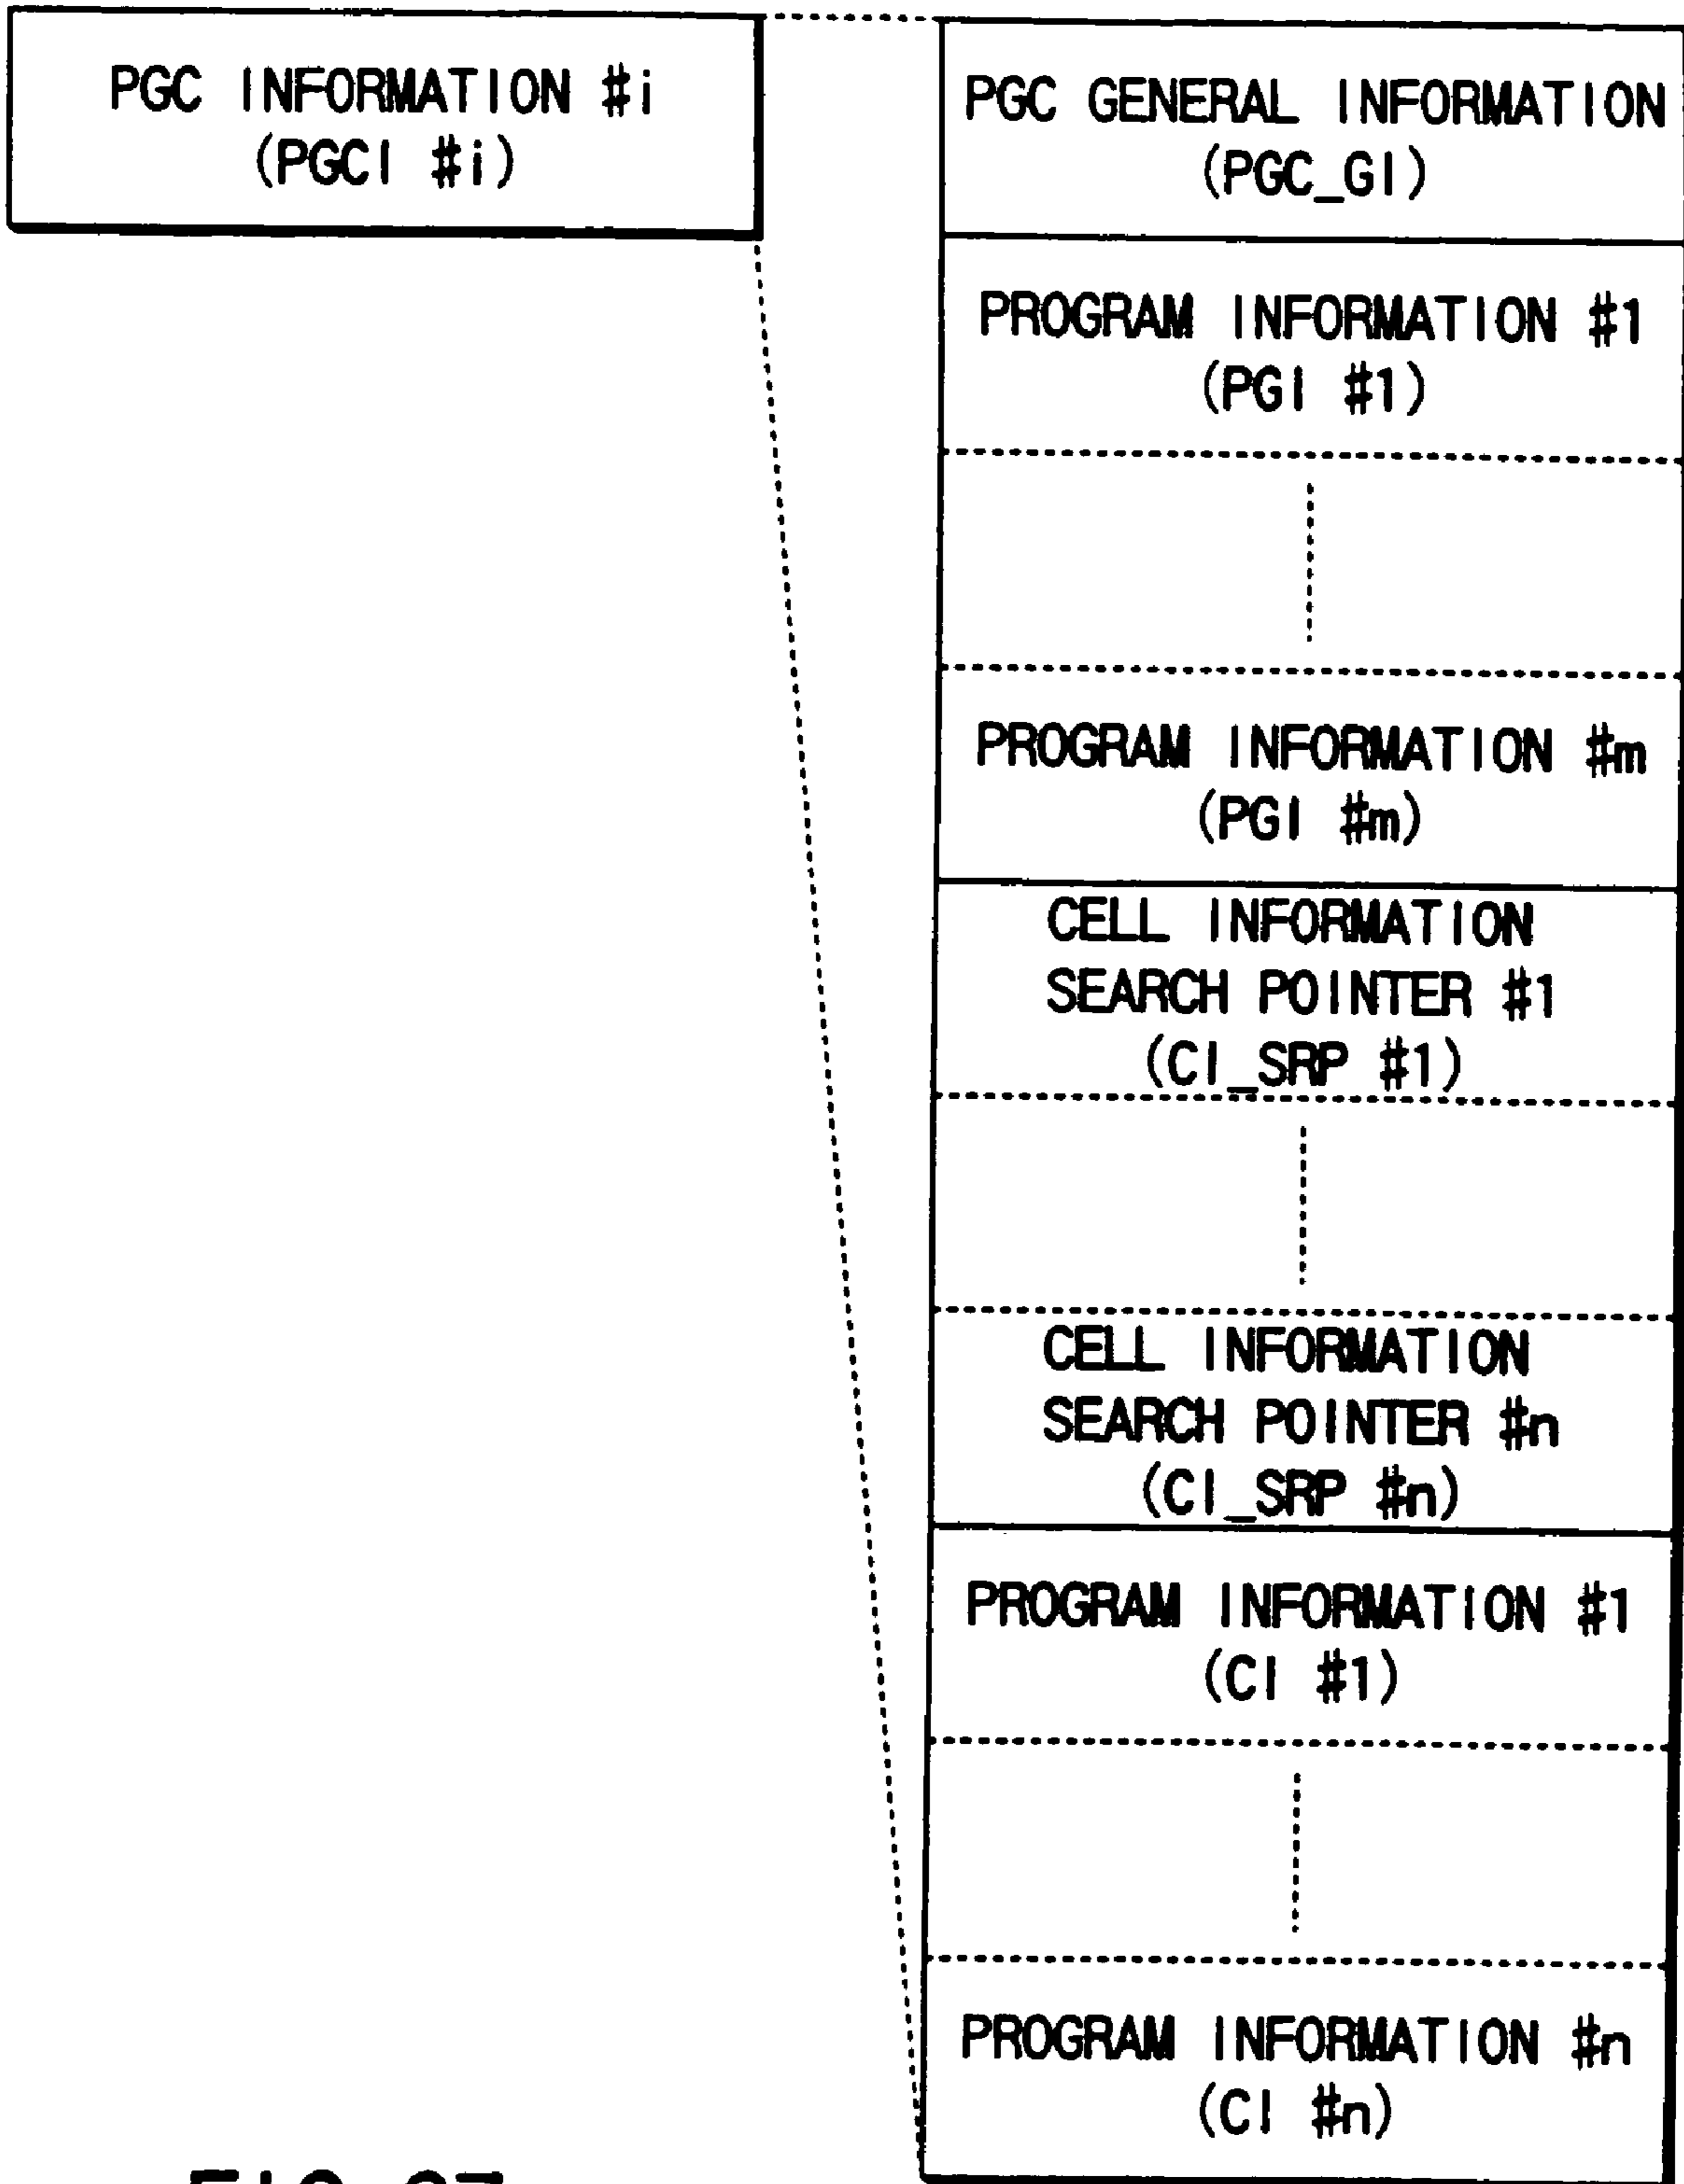 PGC INFORMATION #i
(PGCI #i)
PGC GENERAL INFORMATION
(PGC_GI)
PROGRAM INFORMATION #1
(PGI #1)
PROGRAM INFORMATION #m
(PGI #m)
CELL INFORMATION
SEARCH POINTER #1
(CI_SRP #1)
CELL INFORMATION
SEARCH POINTER #n
(CI_SRP #n)
PROGRAM INFORMATION #1
(CI #1)
PROGRAM INFORMATION #n
(CI #n)